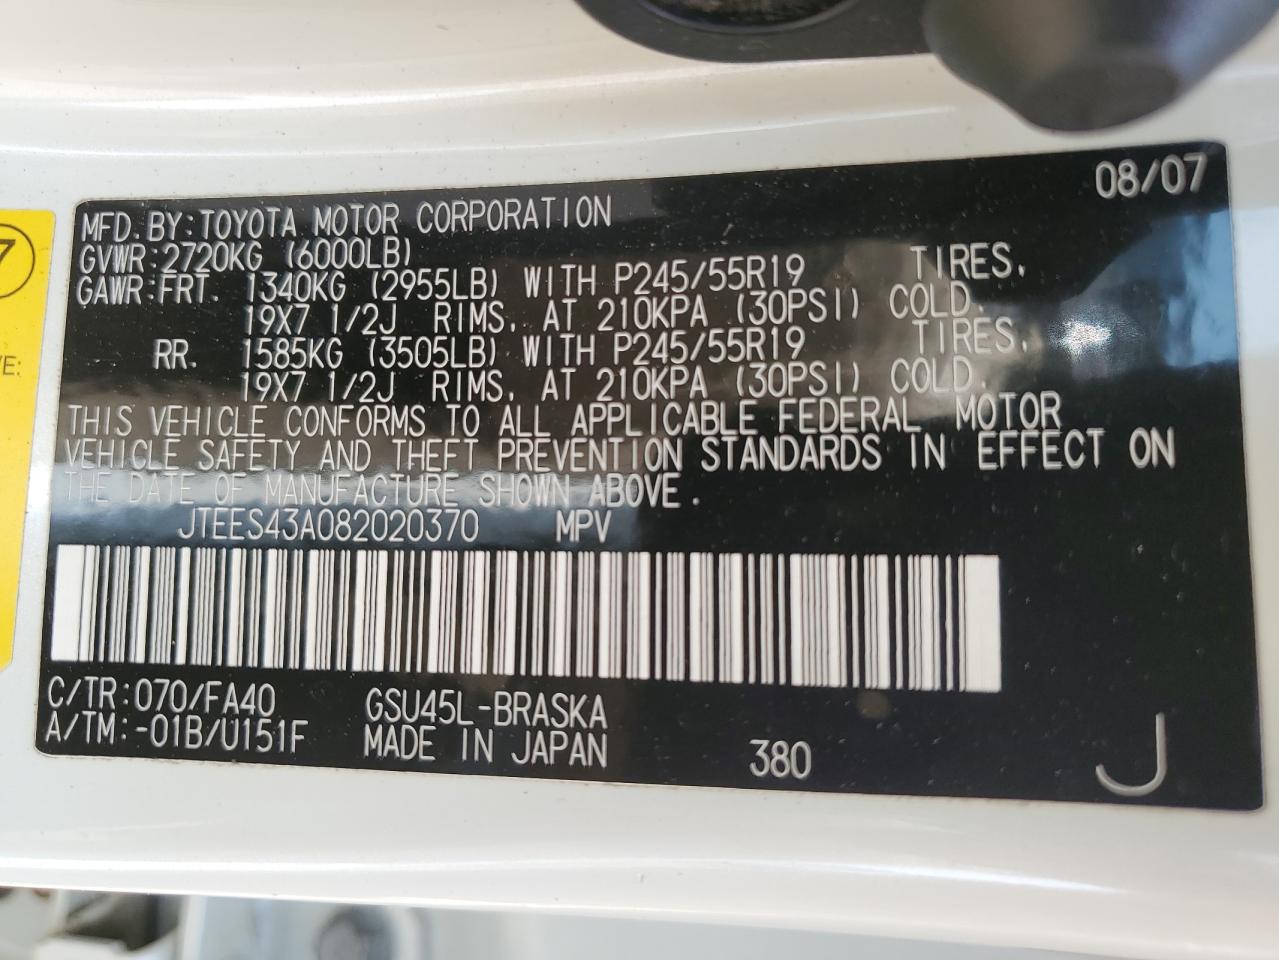 08/07
MFD. BY: TOYOTA MOTOR CORPORATION
GVWR: 2720KG (6000LB)
GAWR: FRT. 1340KG (2955LB) WITH P245/55R19 TIRES,
19X7 1/2J RIMS, AT 210KPA (30PSI) COLD.
RR. 1585KG (3505LB) WITH P245/55R19 TIRES,
19X7 1/2J RIMS, AT 210KPA (30PSI) COLD.
THIS VEHICLE CONFORMS TO ALL APPLICABLE FEDERAL MOTOR
VEHICLE SAFETY AND THEFT PREVENTION STANDARDS IN EFFECT ON
THE DATE OF MANUFACTURE SHOWN ABOVE.
JTEES43A082020370 MPV
C/TR: 070/FA40 GSU45L-BRASKA
A/TM: -01B/U151F MADE IN JAPAN 380 J
7
E: